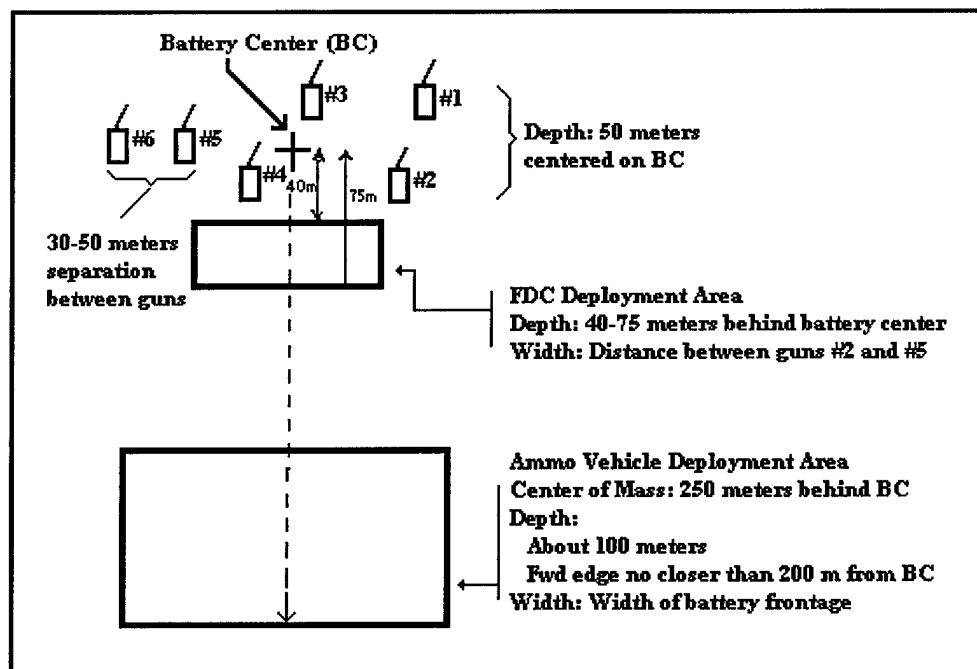 Battery Center (BC)
#3
#1
#6
#5
#4
#2
40m
75m
Depth: 50 meters
centered on BC
30-50 meters
separation
between guns
FDC Deployment Area
Depth: 40-75 meters behind battery center
Width: Distance between guns #2 and #5
Ammo Vehicle Deployment Area
Center of Mass: 250 meters behind BC
Depth:
About 100 meters
Fwd edge no closer than 200 m from BC
Width: Width of battery frontage